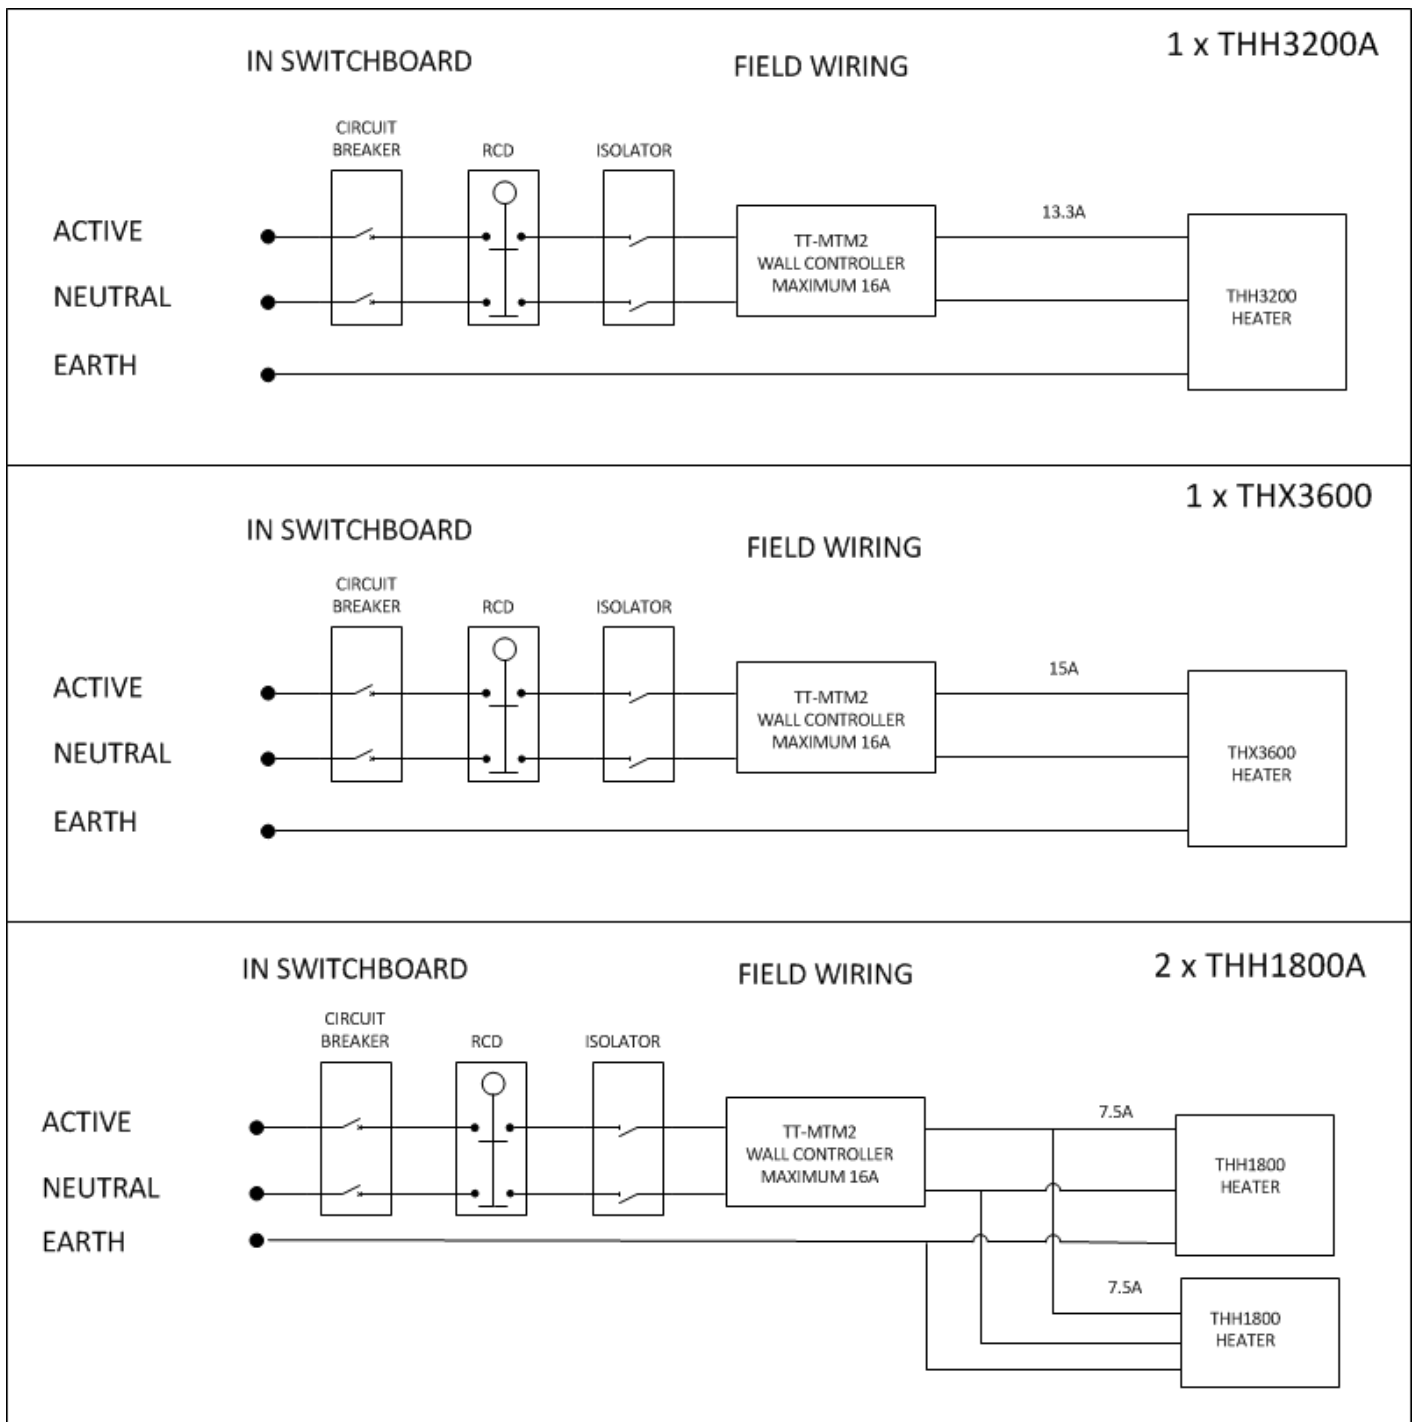 1 x THH3200A
IN SWITCHBOARD
FIELD WIRING
CIRCUIT
BREAKER
RCD
ISOLATOR
ACTIVE
NEUTRAL
EARTH
TT-MTM2
WALL CONTROLLER
MAXIMUM 16A
13.3A
THH3200
HEATER
1 x THX3600
IN SWITCHBOARD
FIELD WIRING
CIRCUIT
BREAKER
RCD
ISOLATOR
ACTIVE
NEUTRAL
EARTH
TT-MTM2
WALL CONTROLLER
MAXIMUM 16A
15A
THX3600
HEATER
2 x THH1800A
IN SWITCHBOARD
FIELD WIRING
CIRCUIT
BREAKER
RCD
ISOLATOR
ACTIVE
NEUTRAL
EARTH
TT-MTM2
WALL CONTROLLER
MAXIMUM 16A
7.5A
THH1800
HEATER
7.5A
THH1800
HEATER